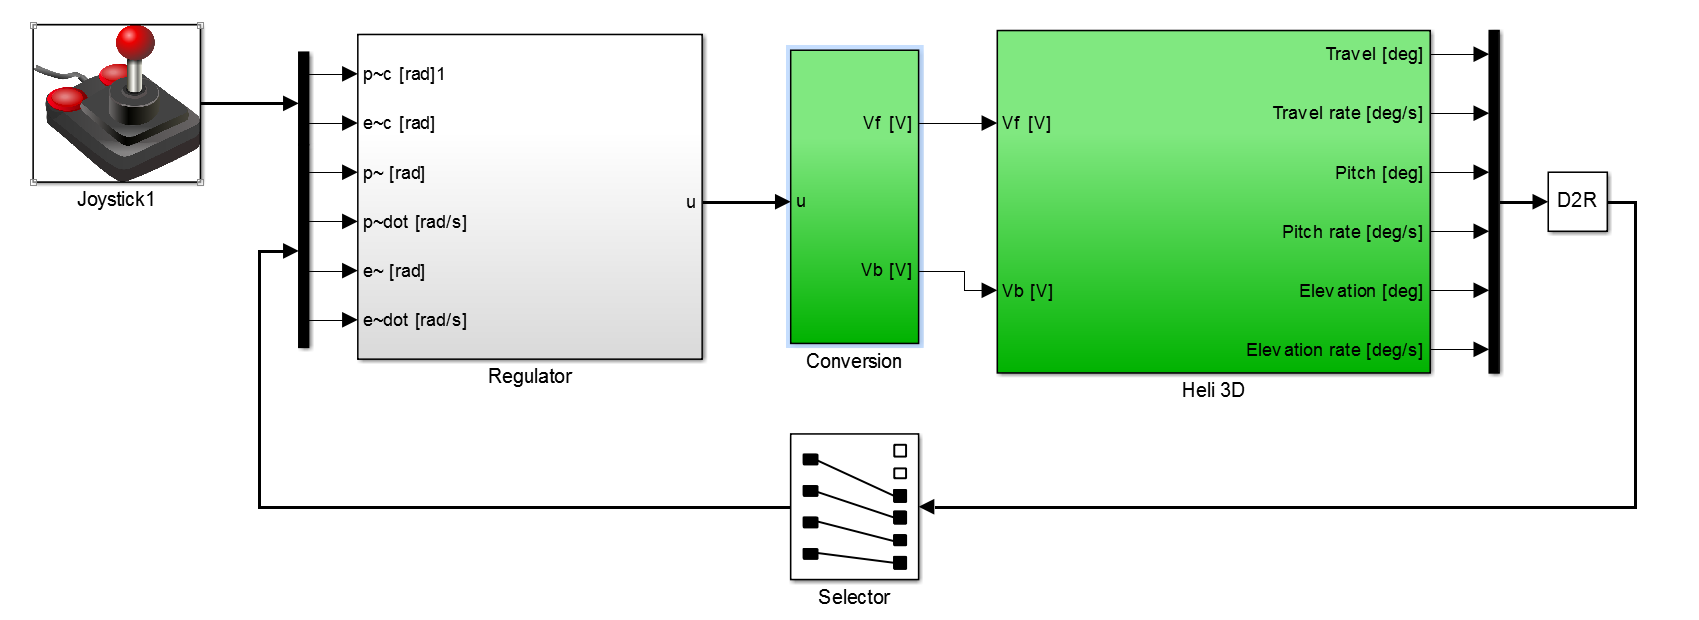 Joystick1
p~c [rad]1
e~c [rad]
p~ [rad]
p~dot [rad/s]
e~ [rad]
e~dot [rad/s]
u
Regulator
u
Vf [V]
Vb [V]
Conversion
Vf [V]
Vb [V]
Travel [deg]
Travel rate [deg/s]
Pitch [deg]
Pitch rate [deg/s]
Elevation [deg]
Elevation rate [deg/s]
Heli 3D
D2R
Selector